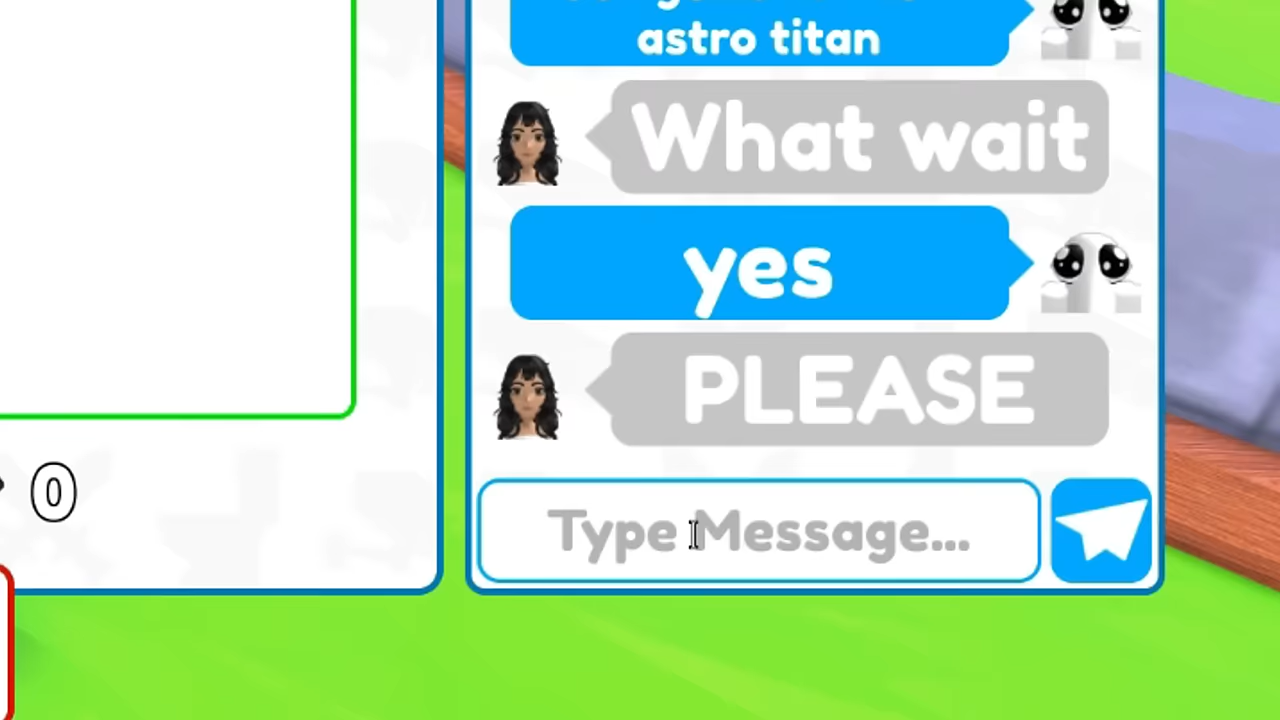 astro titan
What wait
yes
PLEASE
0
Type Message...